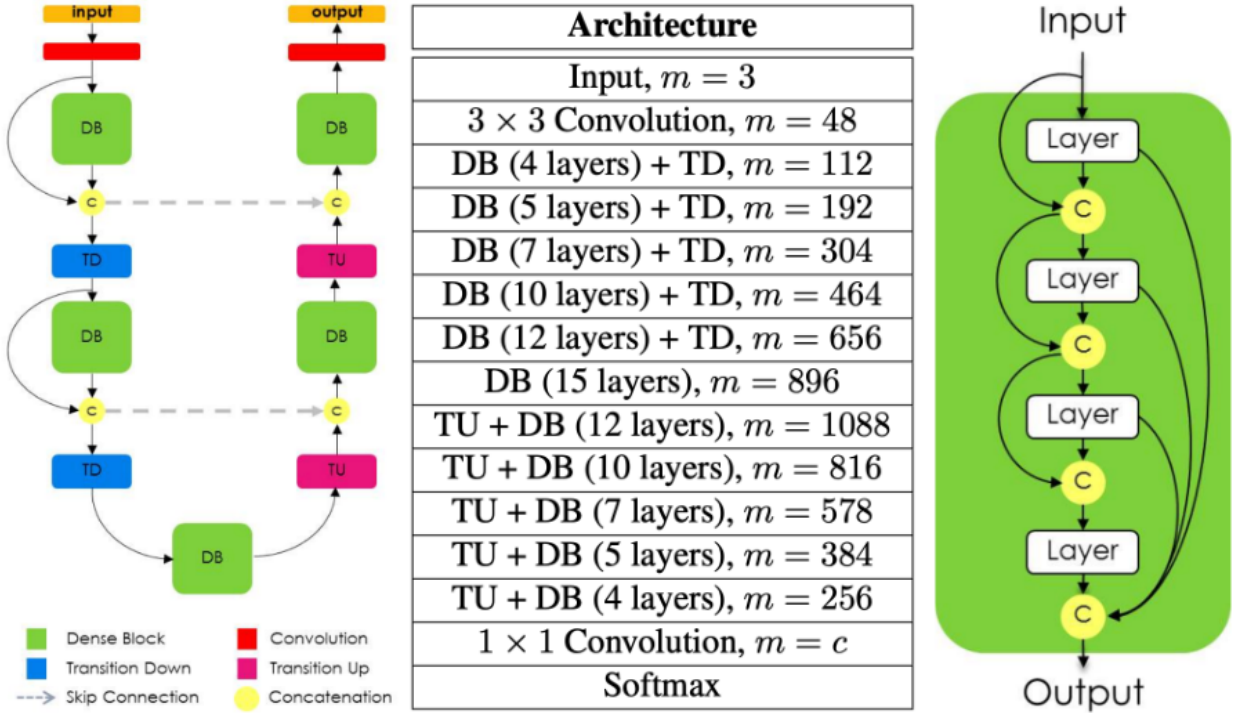 input
output
DB
DB
C
C
TD
TU
DB
DB
C
C
TD
TU
DB
Dense Block
Convolution
Transition Down
Transition Up
Skip Connection
Concatenation
Architecture
Input, m = 3
3 × 3 Convolution, m = 48
DB (4 layers) + TD, m = 112
DB (5 layers) + TD, m = 192
DB (7 layers) + TD, m = 304
DB (10 layers) + TD, m = 464
DB (12 layers) + TD, m = 656
DB (15 layers), m = 896
TU + DB (12 layers), m = 1088
TU + DB (10 layers), m = 816
TU + DB (7 layers), m = 578
TU + DB (5 layers), m = 384
TU + DB (4 layers), m = 256
1 × 1 Convolution, m = c
Softmax
Input
Layer
C
Layer
C
Layer
C
Layer
C
Output